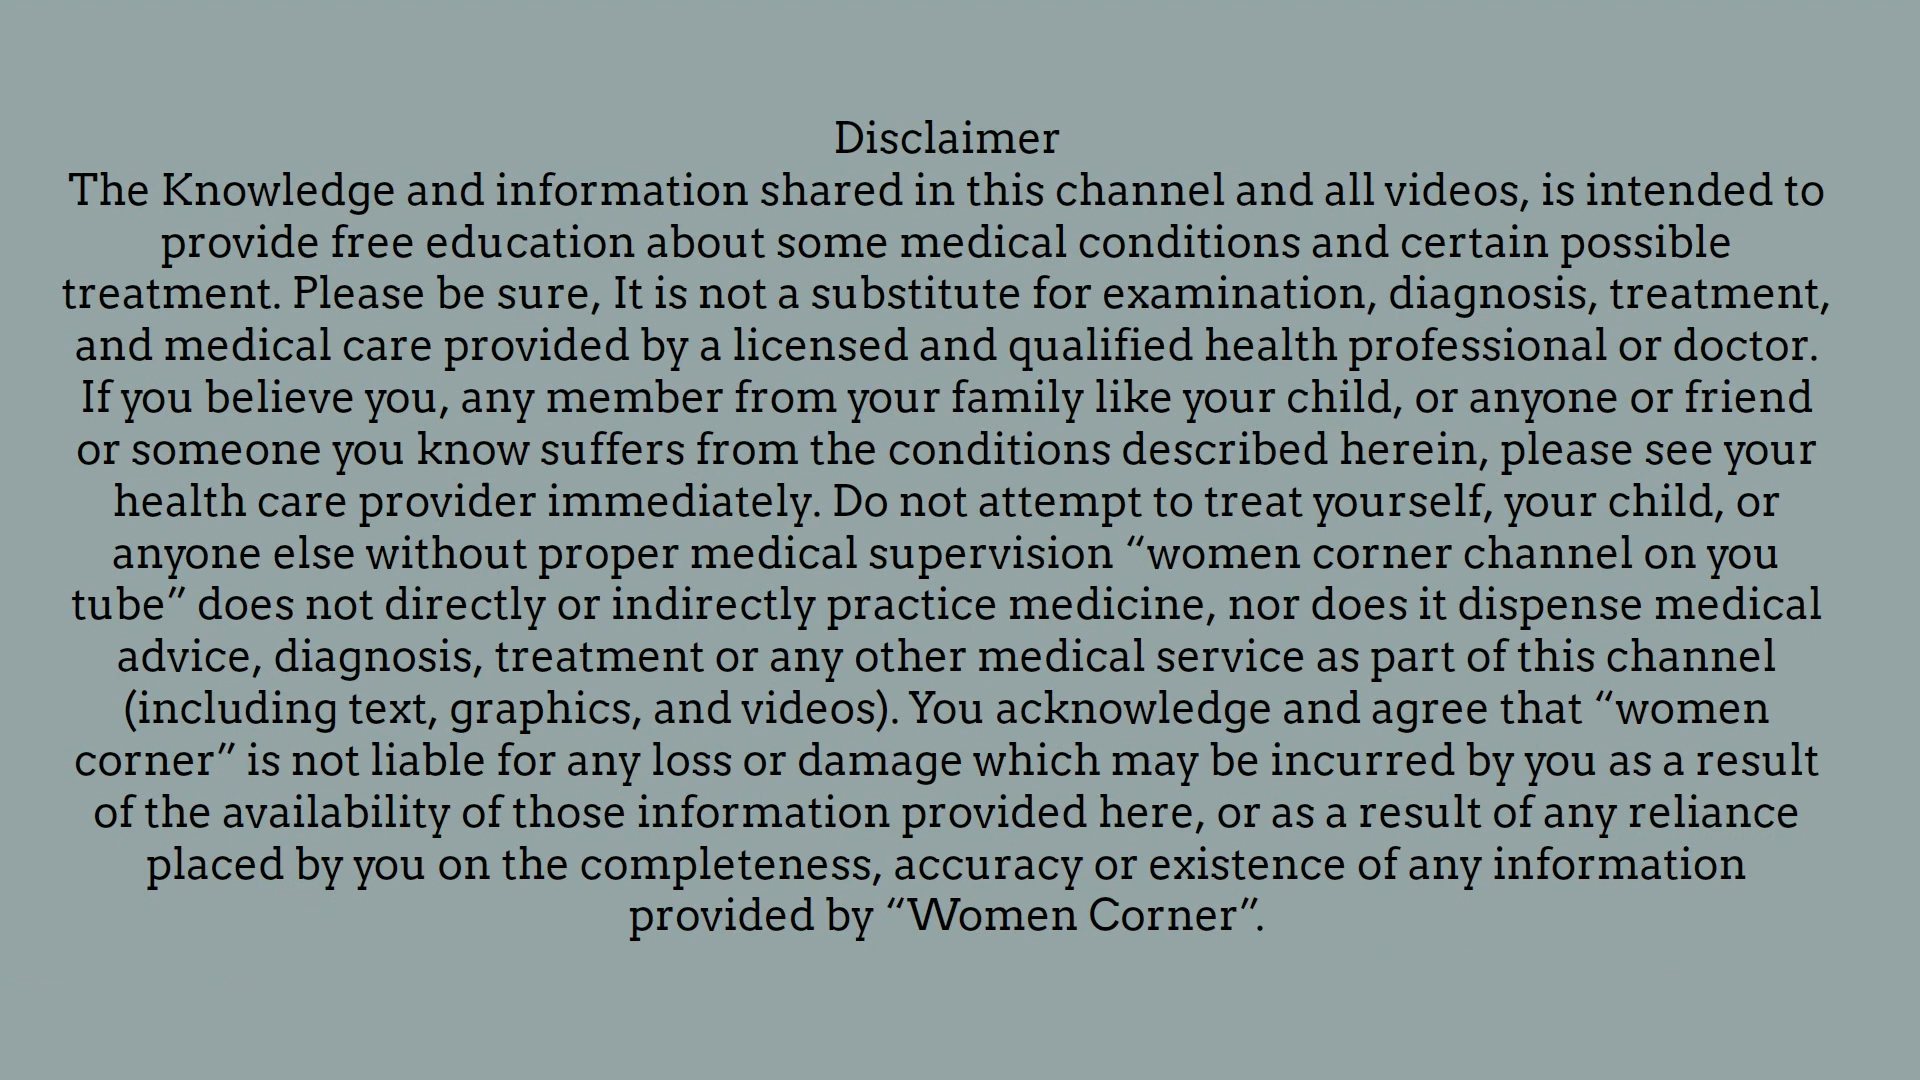 Disclaimer
The Knowledge and information shared in this channel and all videos, is intended to
provide free education about some medical conditions and certain possible
treatment. Please be sure, It is not a substitute for examination, diagnosis, treatment,
and medical care provided by a licensed and qualified health professional or doctor.
If you believe you, any member from your family like your child, or anyone or friend
or someone you know suffers from the conditions described herein, please see your
health care provider immediately. Do not attempt to treat yourself, your child, or
anyone else without proper medical supervision “women corner channel on you
tube” does not directly or indirectly practice medicine, nor does it dispense medical
advice, diagnosis, treatment or any other medical service as part of this channel
(including text, graphics, and videos). You acknowledge and agree that “women
corner” is not liable for any loss or damage which may be incurred by you as a result
of the availability of those information provided here, or as a result of any reliance
placed by you on the completeness, accuracy or existence of any information
provided by “Women Corner”.